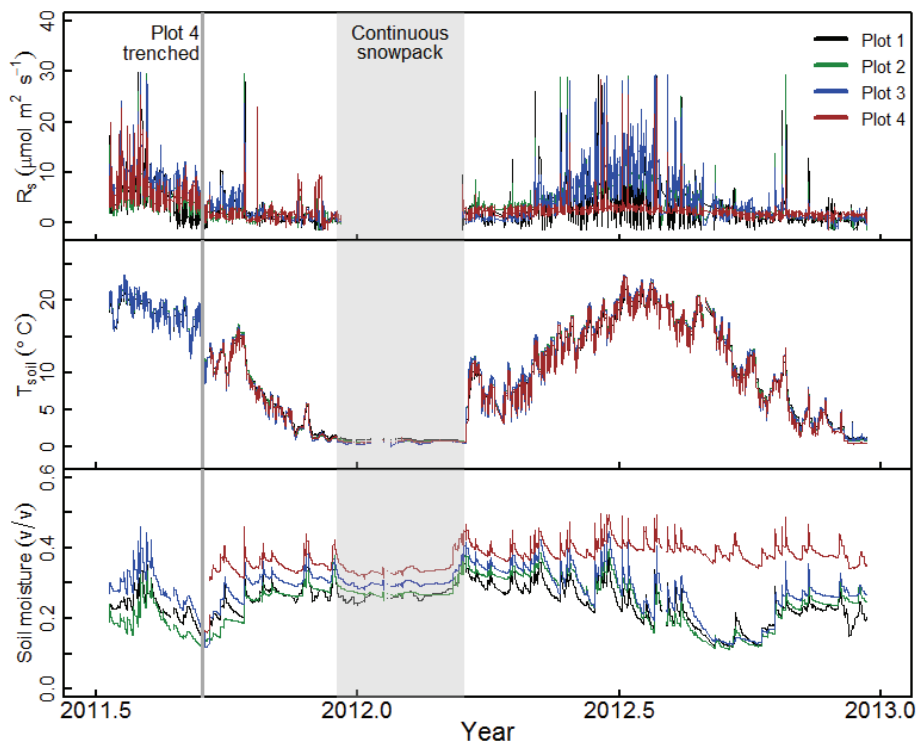 Plot 4
trenched
Continuous
snowpack
Plot 1
Plot 2
Plot 3
Plot 4
40
30
20
10
0
Rs (μmol m² s⁻¹)
20
15
10
5
0
Tsoil (°C)
0.6
0.4
0.2
0.0
Soil moisture (v/v)
2011.5
2012.0
2012.5
2013.0
Year